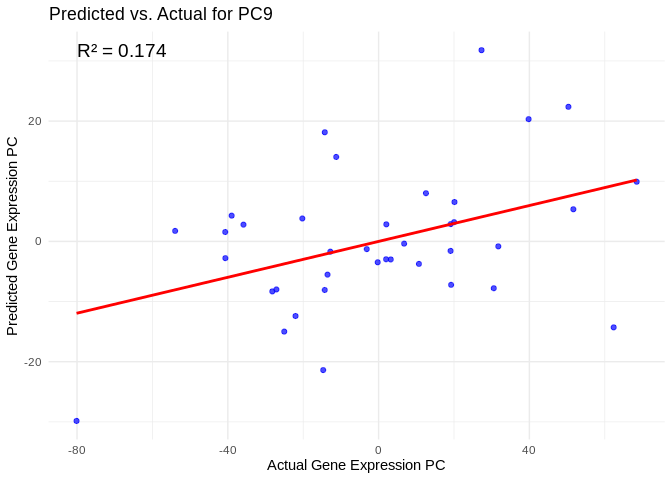 Predicted vs. Actual for PC9
R² = 0.174
Predicted Gene Expression PC
20
0
-20
-80
-40
0
40
Actual Gene Expression PC